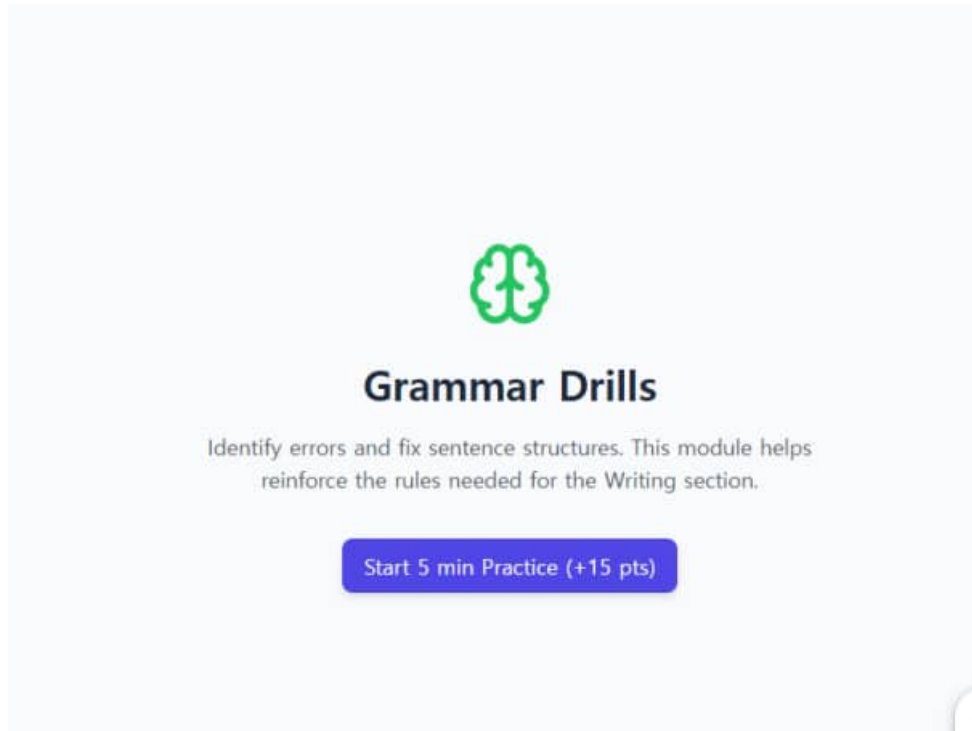 Grammar Drills
Identify errors and fix sentence structures. This module helps
reinforce the rules needed for the Writing section.
Start 5 min Practice (+15 pts)